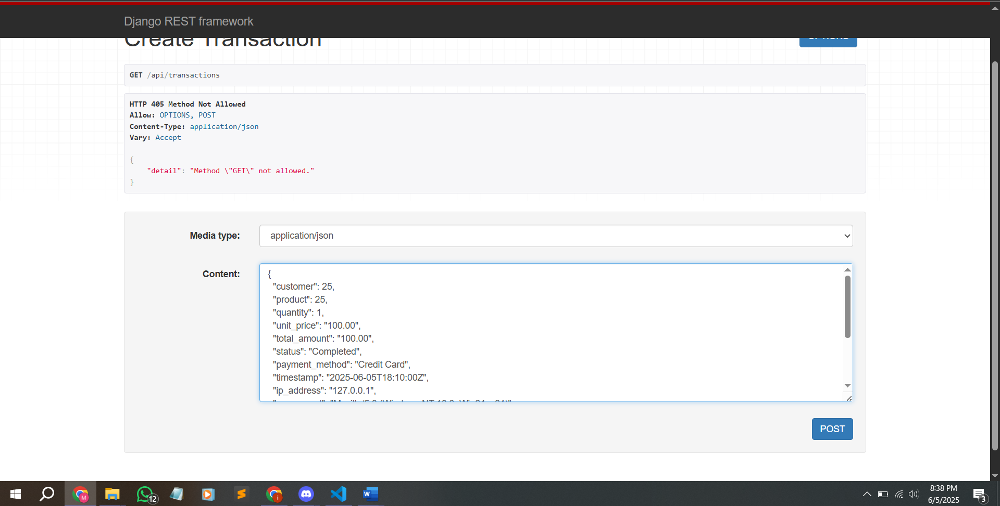 Django REST framework
Create Transaction
OPTIONS
GET /api/transactions
HTTP 405 Method Not Allowed
Allow: OPTIONS, POST
Content-Type: application/json
Vary: Accept
{
"detail": "Method \"GET\" not allowed."
}
Media type:
application/json
Content:
{
"customer": 25,
"product": 25,
"quantity": 1,
"unit_price": "100.00",
"total_amount": "100.00",
"status": "Completed",
"payment_method": "Credit Card",
"timestamp": "2025-06-05T18:10:00Z",
"ip_address": "127.0.0.1",
POST
M
12
W
8:38 PM
6/5/2025
3